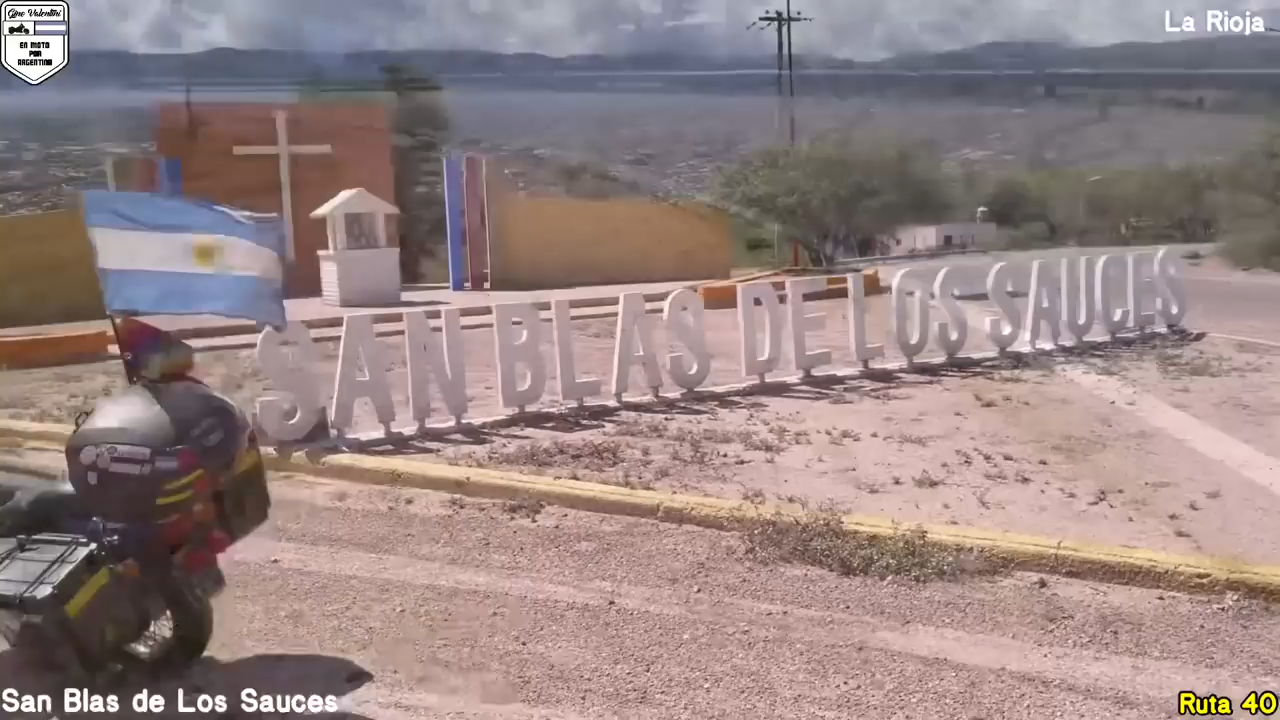 Gino Valentini
EN MOTO
POR
ARGENTINA
La Rioja
SAN BLAS DE LOS SAUCES
San Blas de Los Sauces
Ruta 40